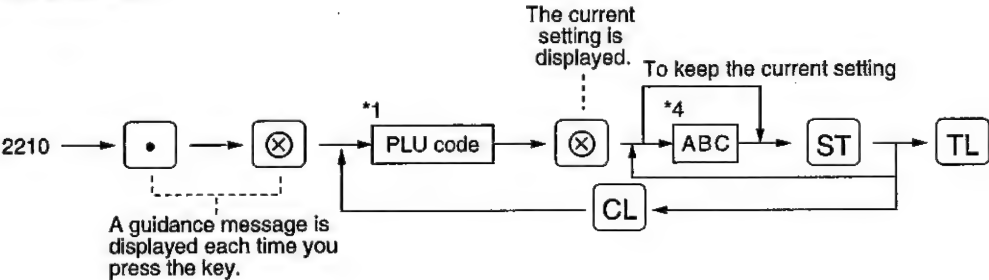 The current
setting is
displayed.
To keep the current setting
*1
*4
2210
•
⊗
PLU code
⊗
ABC
ST
TL
CL
A guidance message is
displayed each time you
press the key.